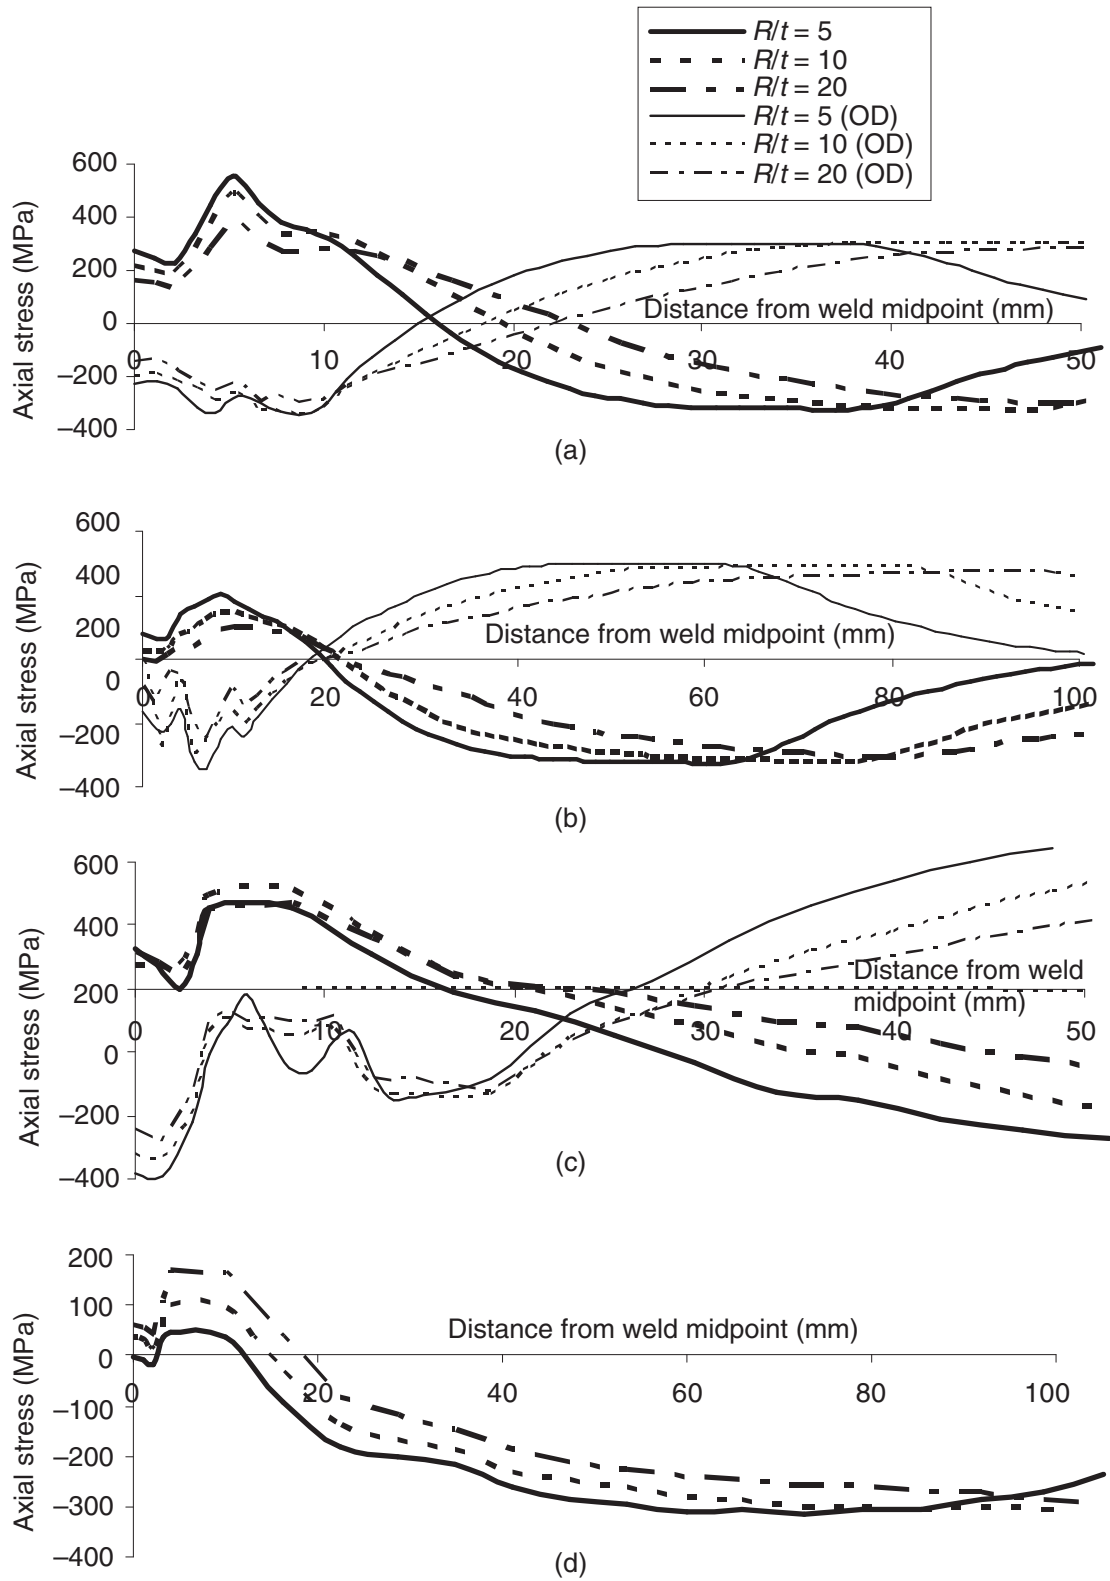 R/t = 5
R/t = 10
R/t = 20
R/t = 5 (OD)
R/t = 10 (OD)
R/t = 20 (OD)
Axial stress (MPa)
600
400
200
0
–200
–400
Distance from weld midpoint (mm)
0 10 20 30 40 50
(a)
Axial stress (MPa)
600
400
200
0
–200
–400
Distance from weld midpoint (mm)
0 20 40 60 80 100
(b)
Axial stress (MPa)
600
400
200
0
–200
–400
Distance from weld
midpoint (mm)
0 10 20 30 40 50
(c)
Axial stress (MPa)
200
100
0
–100
–200
–300
–400
Distance from weld midpoint (mm)
0 20 40 60 80 100
(d)